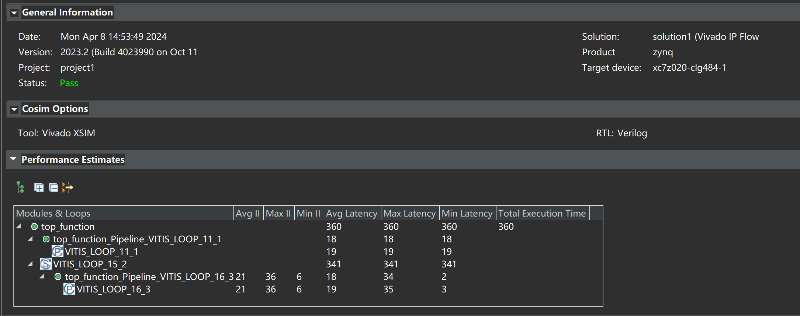 General Information
Date: Mon Apr 8 14:53:49 2024 Solution: solution1 (Vivado IP Flow
Version: 2023.2 (Build 4023990 on Oct 11 Product zynq
Project: project1 Target device: xc7z020-clg484-1
Status: Pass
Cosim Options
Tool: Vivado XSIM RTL: Verilog
Performance Estimates
Modules & Loops Avg II Max II Min II Avg Latency Max Latency Min Latency Total Execution Time
top_function 360 360 360 360
top_function_Pipeline_VITIS_LOOP_11_1 18 18 18
VITIS_LOOP_11_1 19 19 19
VITIS_LOOP_15_2 341 341 341
top_function_Pipeline_VITIS_LOOP_16_3 21 36 6 18 34 2
VITIS_LOOP_16_3 21 36 6 19 35 3